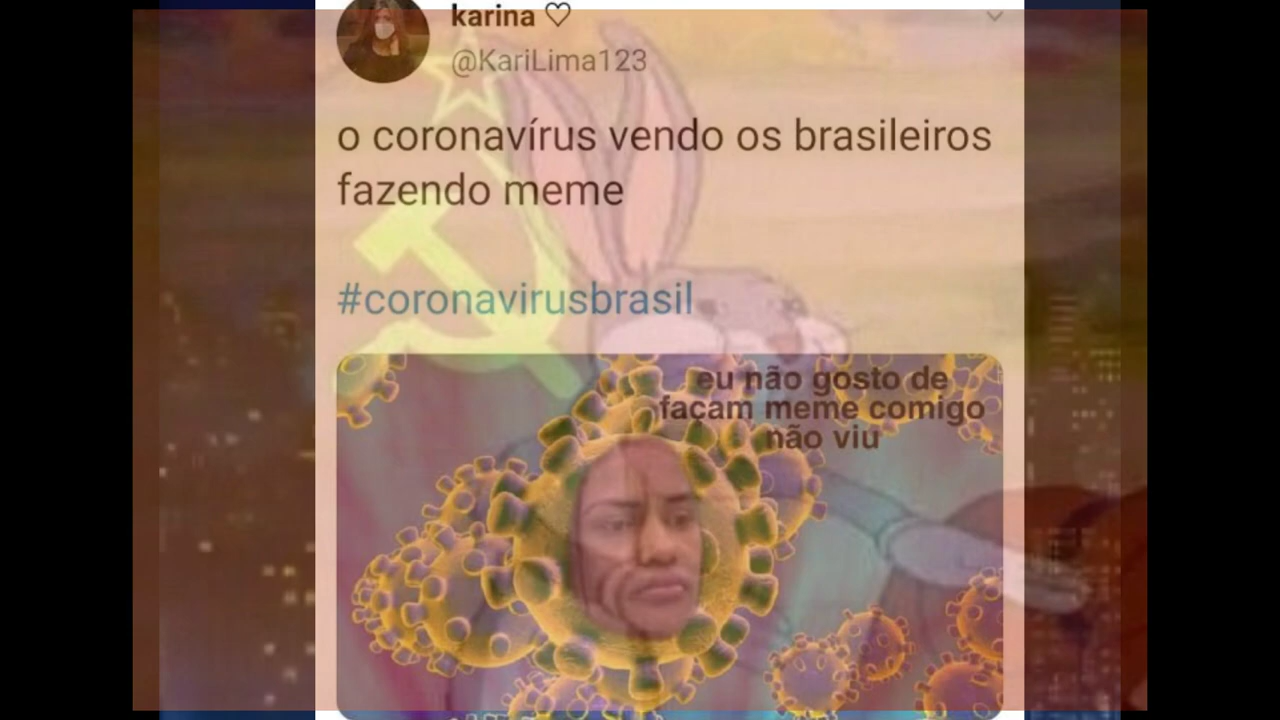 karina ♡
@KariLima123
o coronavírus vendo os brasileiros
fazendo meme
#coronavirusbrasil
eu não gosto de
façam meme comigo
não viu